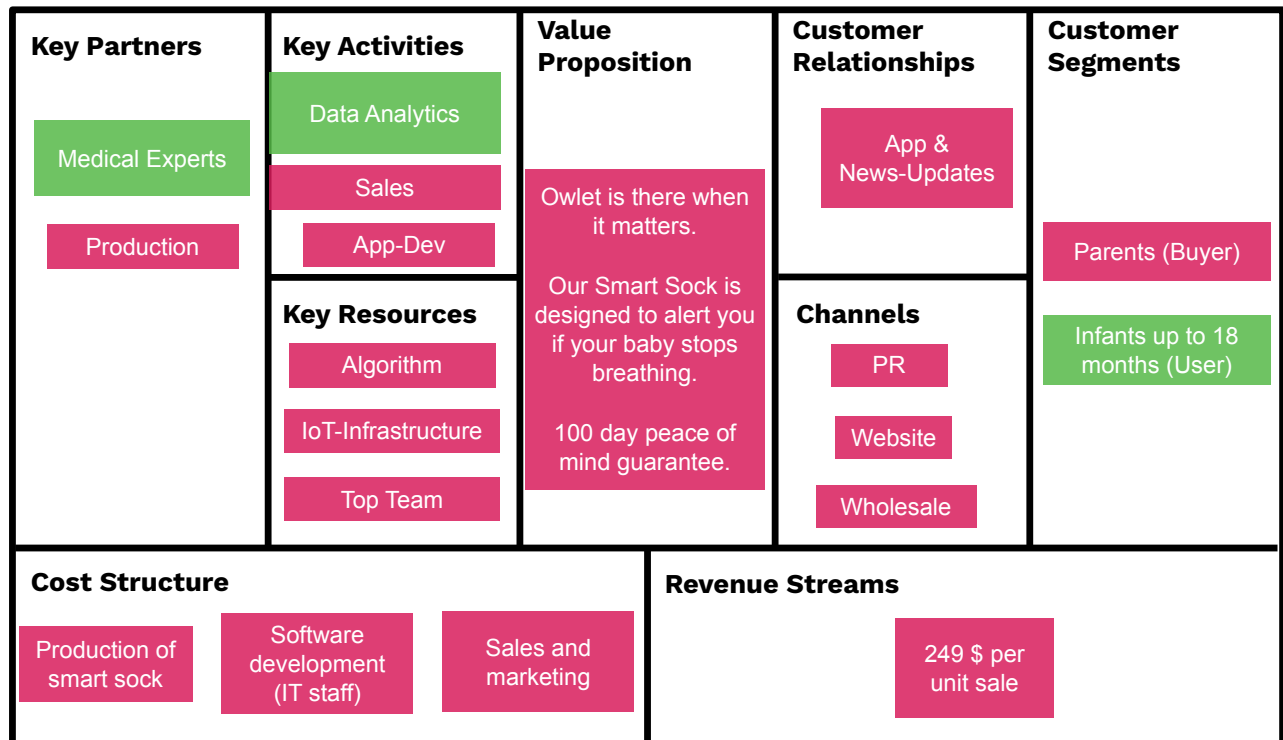 Key Partners
Medical Experts
Production
Key Activities
Data Analytics
Sales
App-Dev
Key Resources
Algorithm
IoT-Infrastructure
Top Team
Value
Proposition
Owlet is there when
it matters.
Our Smart Sock is
designed to alert you
if your baby stops
breathing.
100 day peace of
mind guarantee.
Customer
Relationships
App &
News-Updates
Channels
PR
Website
Wholesale
Customer
Segments
Parents (Buyer)
Infants up to 18
months (User)
Cost Structure
Production of
smart sock
Software
development
(IT staff)
Sales and
marketing
Revenue Streams
249 $ per
unit sale